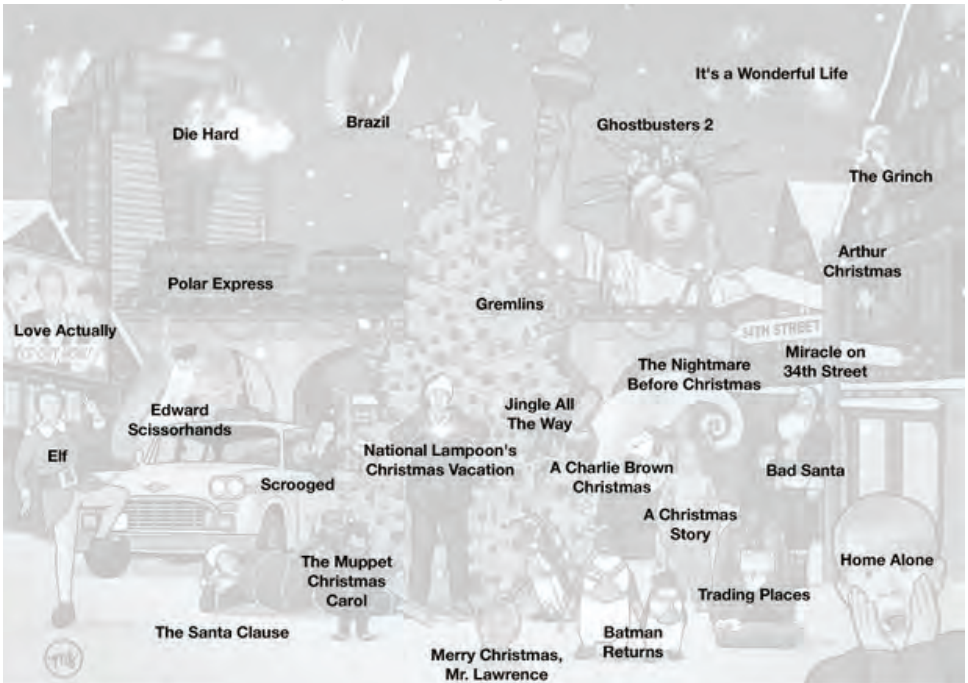 It's a Wonderful Life
Brazil
Ghostbusters 2
Die Hard
The Grinch
Arthur
Christmas
Polar Express
Gremlins
Love Actually
34TH STREET
Miracle on
34th Street
The Nightmare
Before Christmas
Jingle All
The Way
Edward
Scissorhands
Elf
National Lampoon's
Christmas Vacation
A Charlie Brown
Christmas
Bad Santa
Scrooged
A Christmas
Story
Home Alone
The Muppet
Christmas
Carol
Trading Places
The Santa Clause
Batman
Returns
Merry Christmas,
Mr. Lawrence